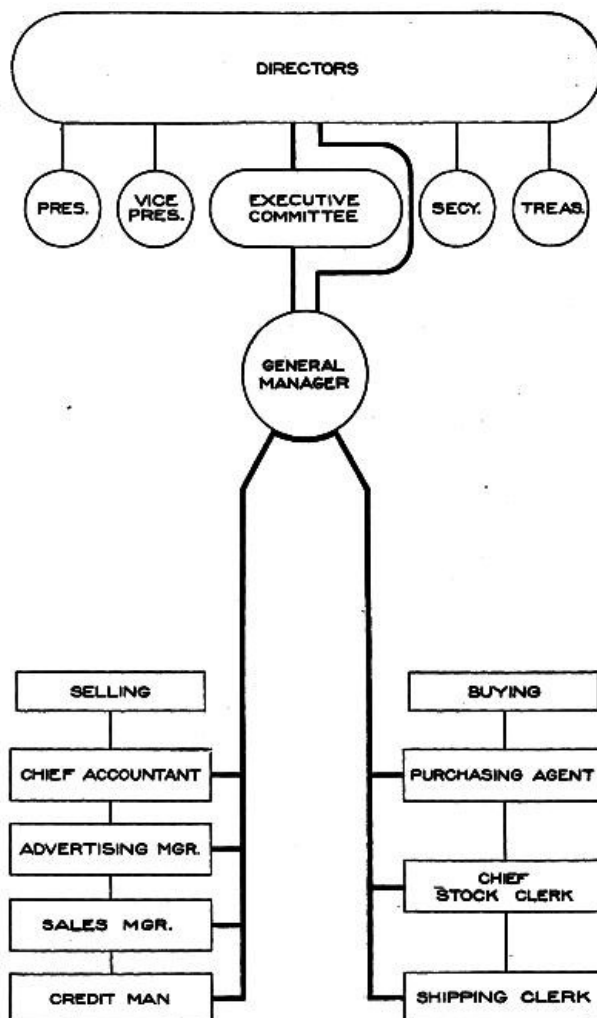 DIRECTORS
PRES.
VICE
PRES.
EXECUTIVE
COMMITTEE
SECY.
TREAS.
GENERAL
MANAGER
SELLING
BUYING
CHIEF ACCOUNTANT
PURCHASING AGENT
ADVERTISING MGR.
CHIEF
STOCK CLERK
SALES MGR.
CREDIT MAN
SHIPPING CLERK